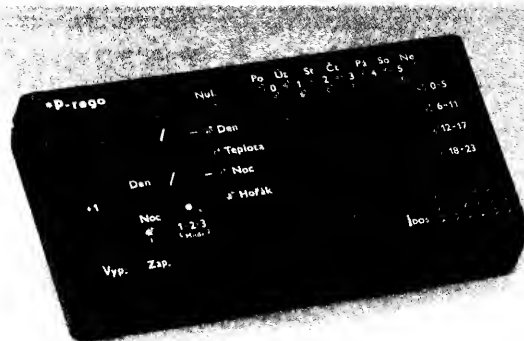 P-rego
Nul.
Po Út St Čt Pá So Ne
0 1 2 3 4 5
Den
0-5
Teplota
6-11
Den
Noc
12-17
+1
Hořák
18-23
Noc
1 2 3
Vyp. Zap.